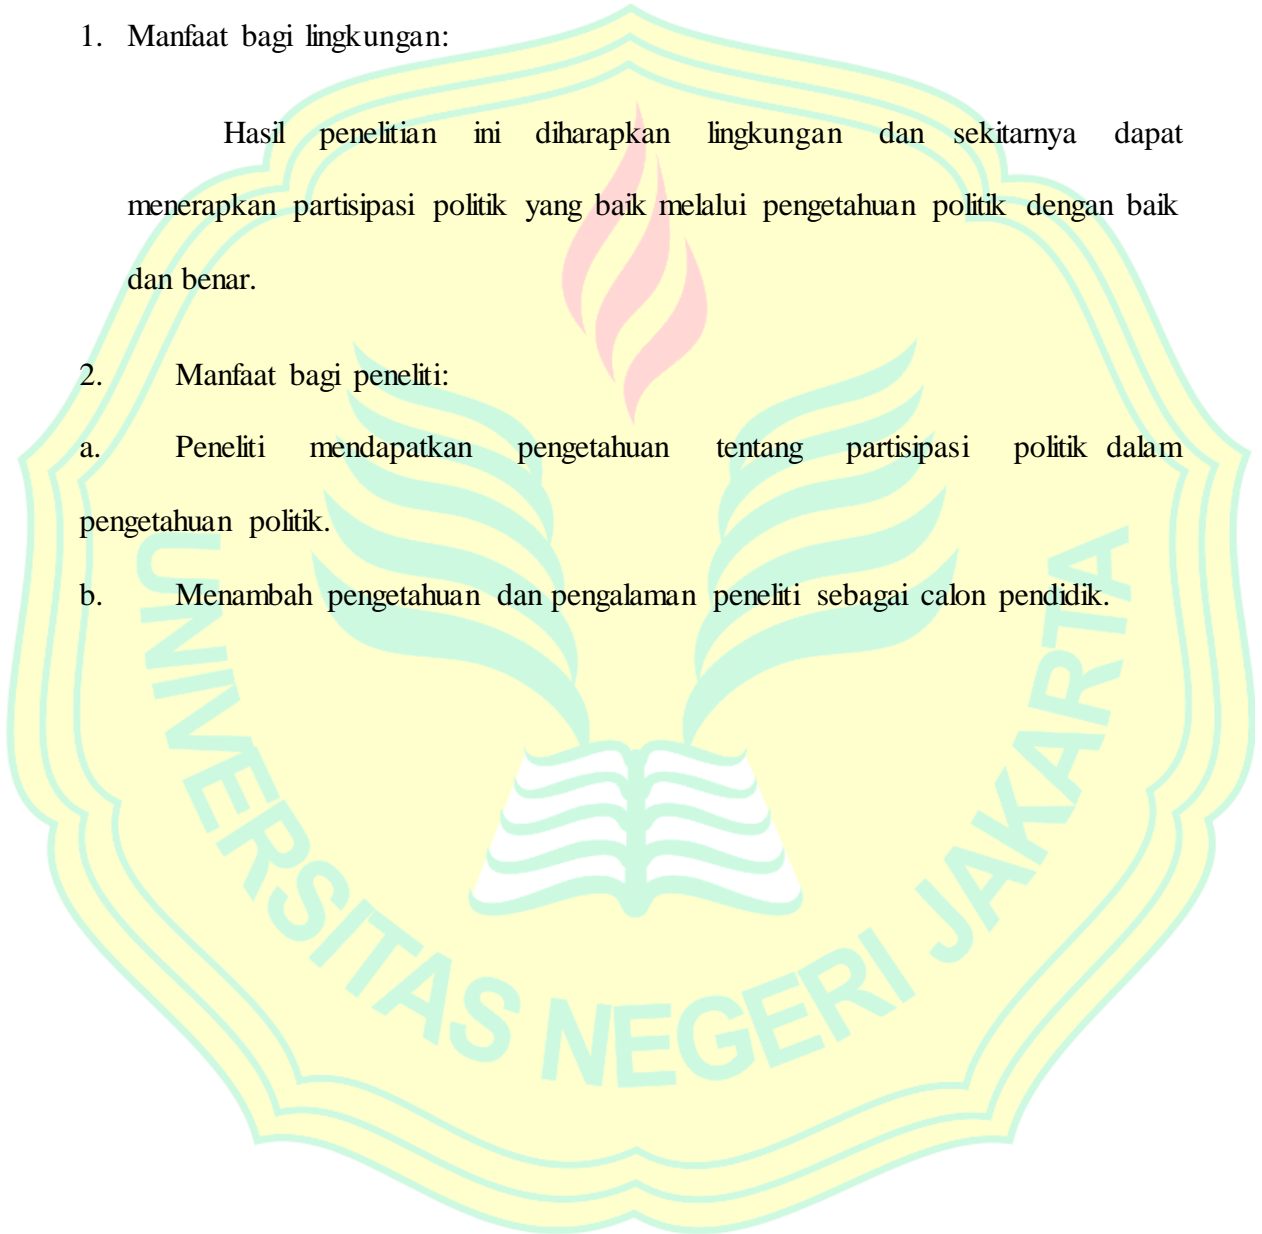 1. Manfaat bagi lingkungan:
Hasil penelitian ini diharapkan lingkungan dan sekitarnya dapat
menerapkan partisipasi politik yang baik melalui pengetahuan politik dengan baik
dan benar.
2. Manfaat bagi peneliti:
a. Peneliti mendapatkan pengetahuan tentang partisipasi politik dalam
pengetahuan politik.
b. Menambah pengetahuan dan pengalaman peneliti sebagai calon pendidik.
UNIVERSITAS NEGERI JAKARTA